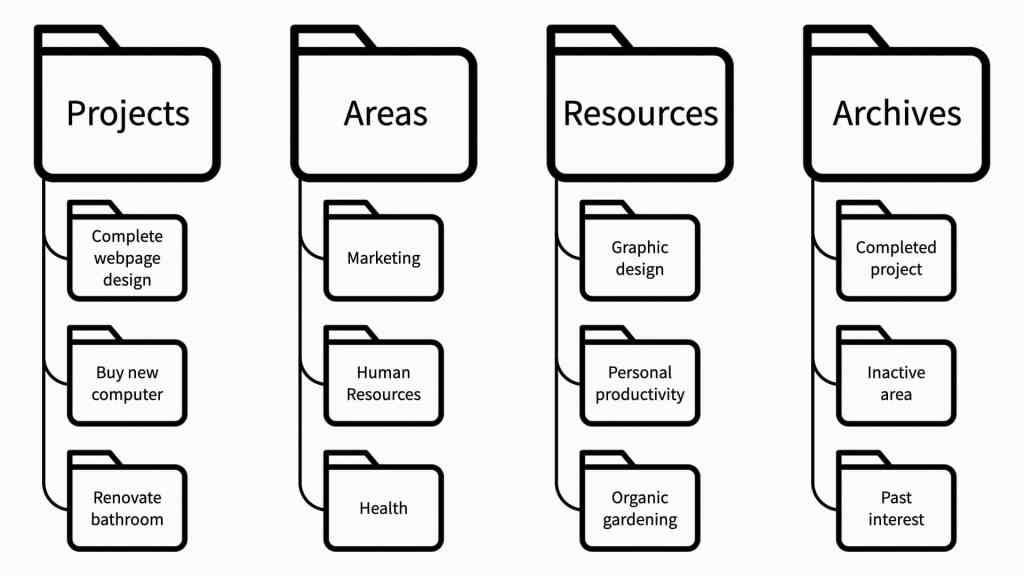 Projects
Complete
webpage
design
Buy new
computer
Renovate
bathroom
Areas
Marketing
Human
Resources
Health
Resources
Graphic
design
Personal
productivity
Organic
gardening
Archives
Completed
project
Inactive
area
Past
interest